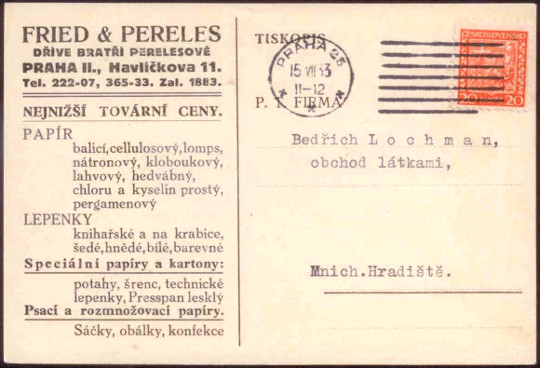 FRIED & PERELES
DŘÍVE BRATŘÍ PERELESOVÉ
PRAHA II., Havlíčkova 11.
Tel. 222-07, 365-33. Zal. 1883.
NEJNIŽŠÍ TOVÁRNÍ CENY.
PAPÍR
balicí, cellulosový, lomps,
nátronový, kloboukový,
lahvový, hedvábný,
chloru a kyselin prostý,
pergamenový
LEPENKY
knihařské a na krabice,
šedé, hnědé, bílé, barevné
Speciální papíry a kartony:
potahy, šrenc, technické
lepenky, Presspan lesklý
Psací a rozmnožovací papíry.
Sáčky, obálky, konfekce
TISKOPIS
PRAHA 25
15 VII 33
11-12
ČESKOSLOVENSKO
20 20
P. T. FIRMA
Bedřich Lochman,
obchod látkami,
Mnich.Hradiště.